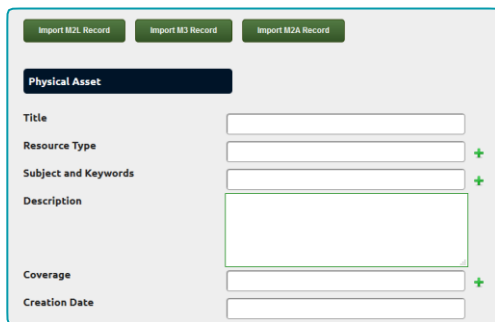 Import M2L Record Import M3 Record Import M2A Record
Physical Asset
Title
Resource Type
Subject and Keywords
Description
Coverage
Creation Date